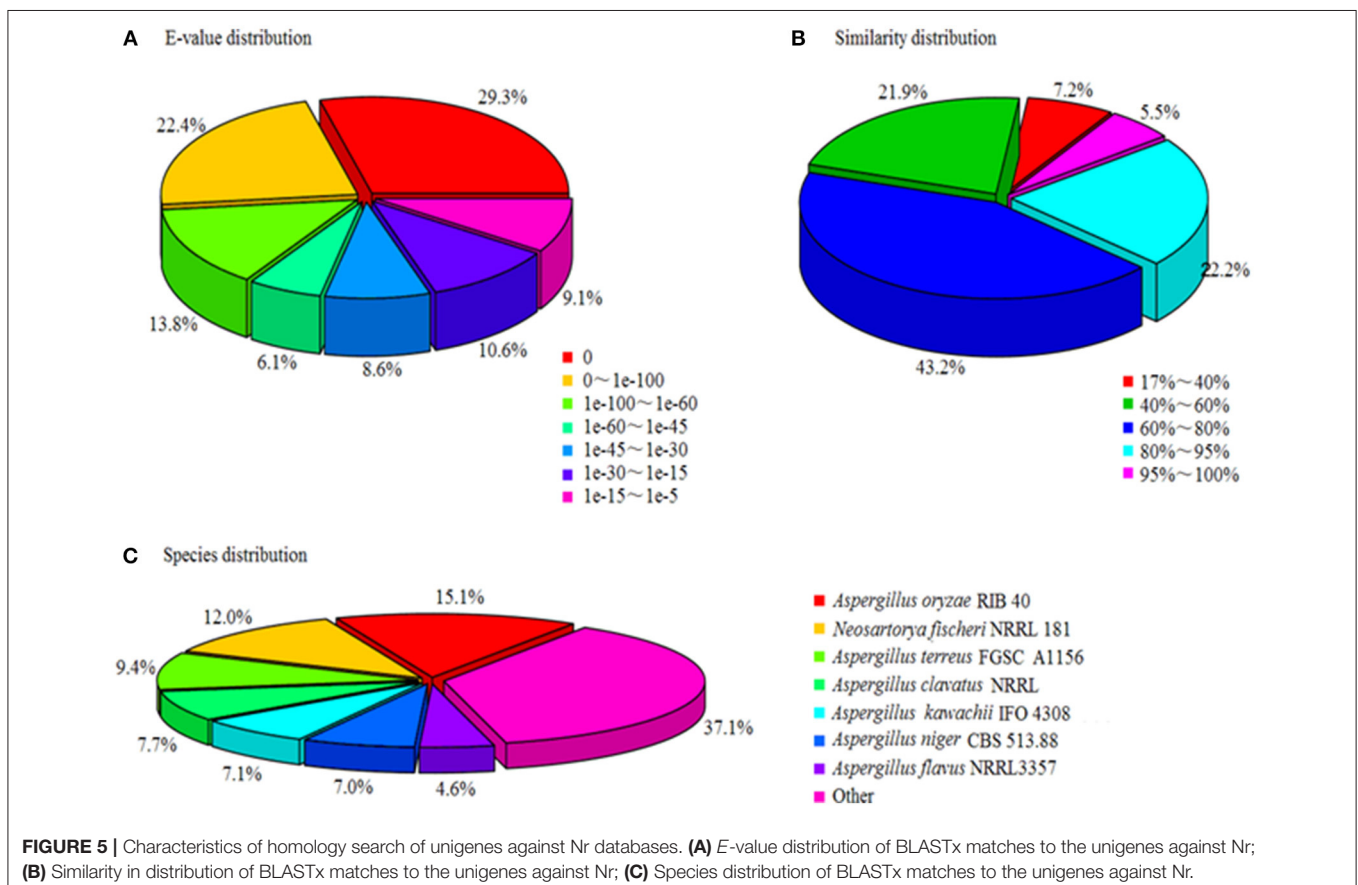 A E-value distribution
29.3%
22.4%
13.8%
6.1%
8.6%
10.6%
9.1%
0
0～1e-100
1e-100～1e-60
1e-60～1e-45
1e-45～1e-30
1e-30～1e-15
1e-15～1e-5
B Similarity distribution
21.9%
7.2%
5.5%
22.2%
43.2%
17%～40%
40%～60%
60%～80%
80%～95%
95%～100%
C Species distribution
15.1%
12.0%
9.4%
7.7%
7.1%
7.0%
4.6%
37.1%
Aspergillus oryzae RIB 40
Neosartorya fischeri NRRL 181
Aspergillus terreus FGSC A1156
Aspergillus clavatus NRRL
Aspergillus kawachii IFO 4308
Aspergillus niger CBS 513.88
Aspergillus flavus NRRL3357
Other
FIGURE 5 | Characteristics of homology search of unigenes against Nr databases. (A) E-value distribution of BLASTx matches to the unigenes against Nr;
(B) Similarity in distribution of BLASTx matches to the unigenes against Nr; (C) Species distribution of BLASTx matches to the unigenes against Nr.